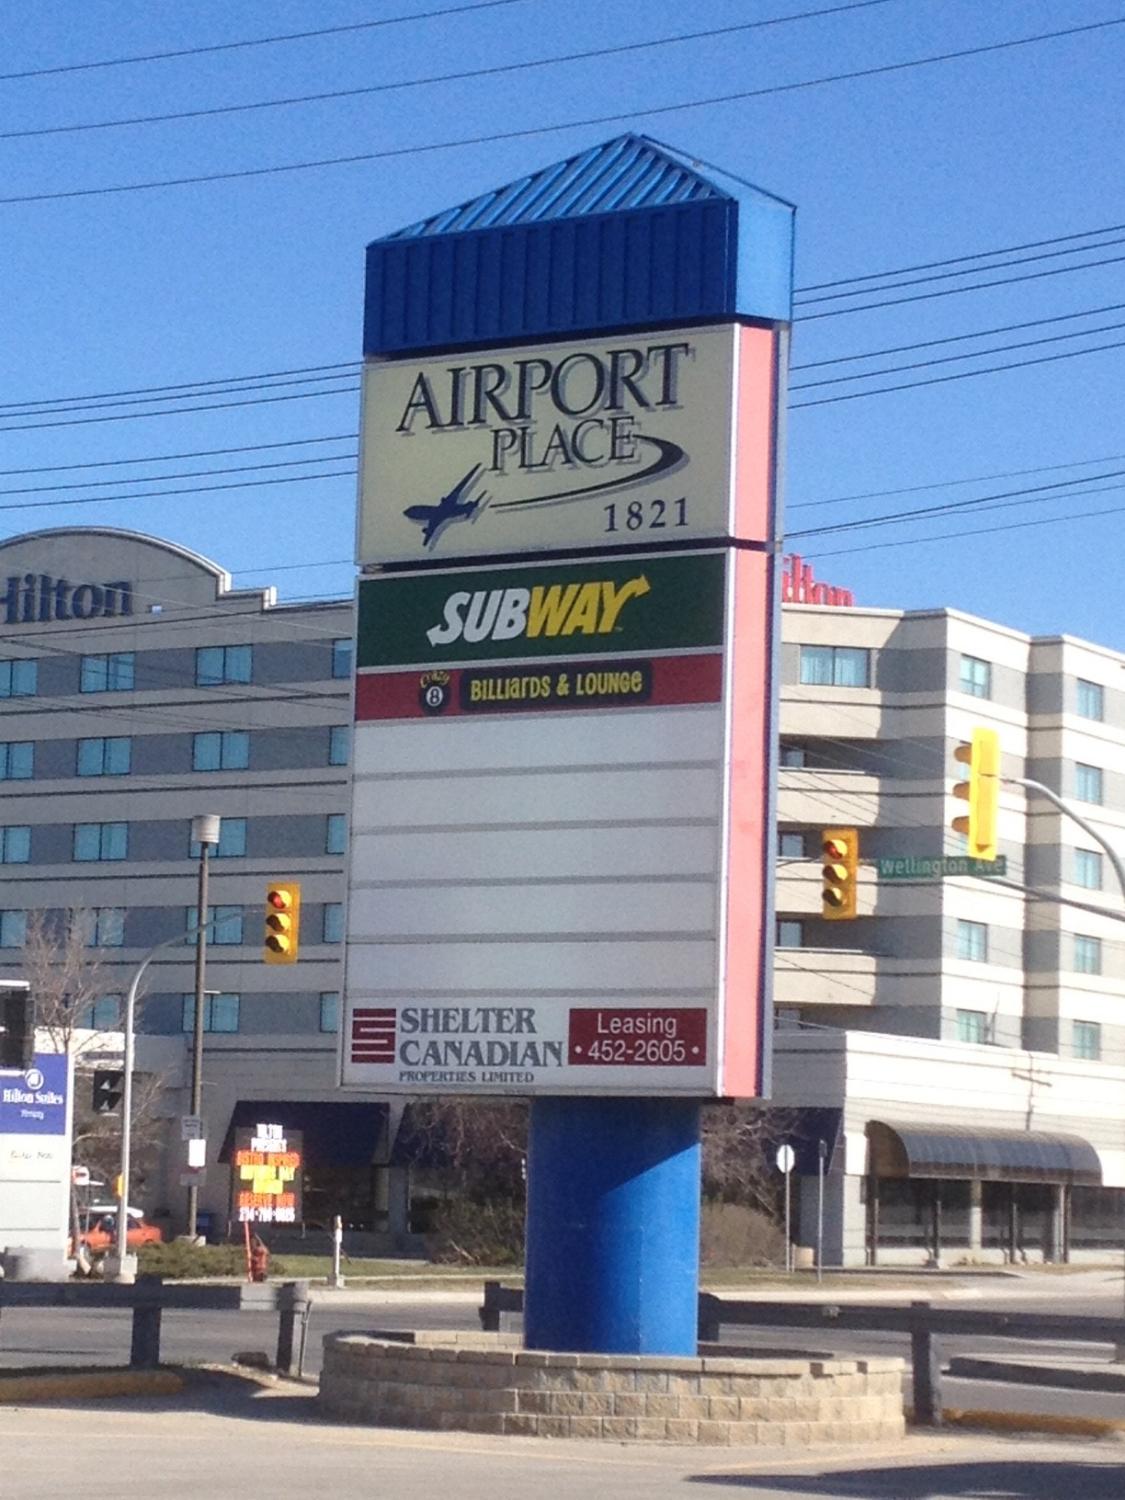 AIRPORT
PLACE
1821
Hilton
SUBWAY
Crazy
8
BILLIARDS & LOUNGE
Wellington Ave
SHELTER
CANADIAN
PROPERTIES LIMITED
Leasing
• 452-2605 •
Hilton Suites